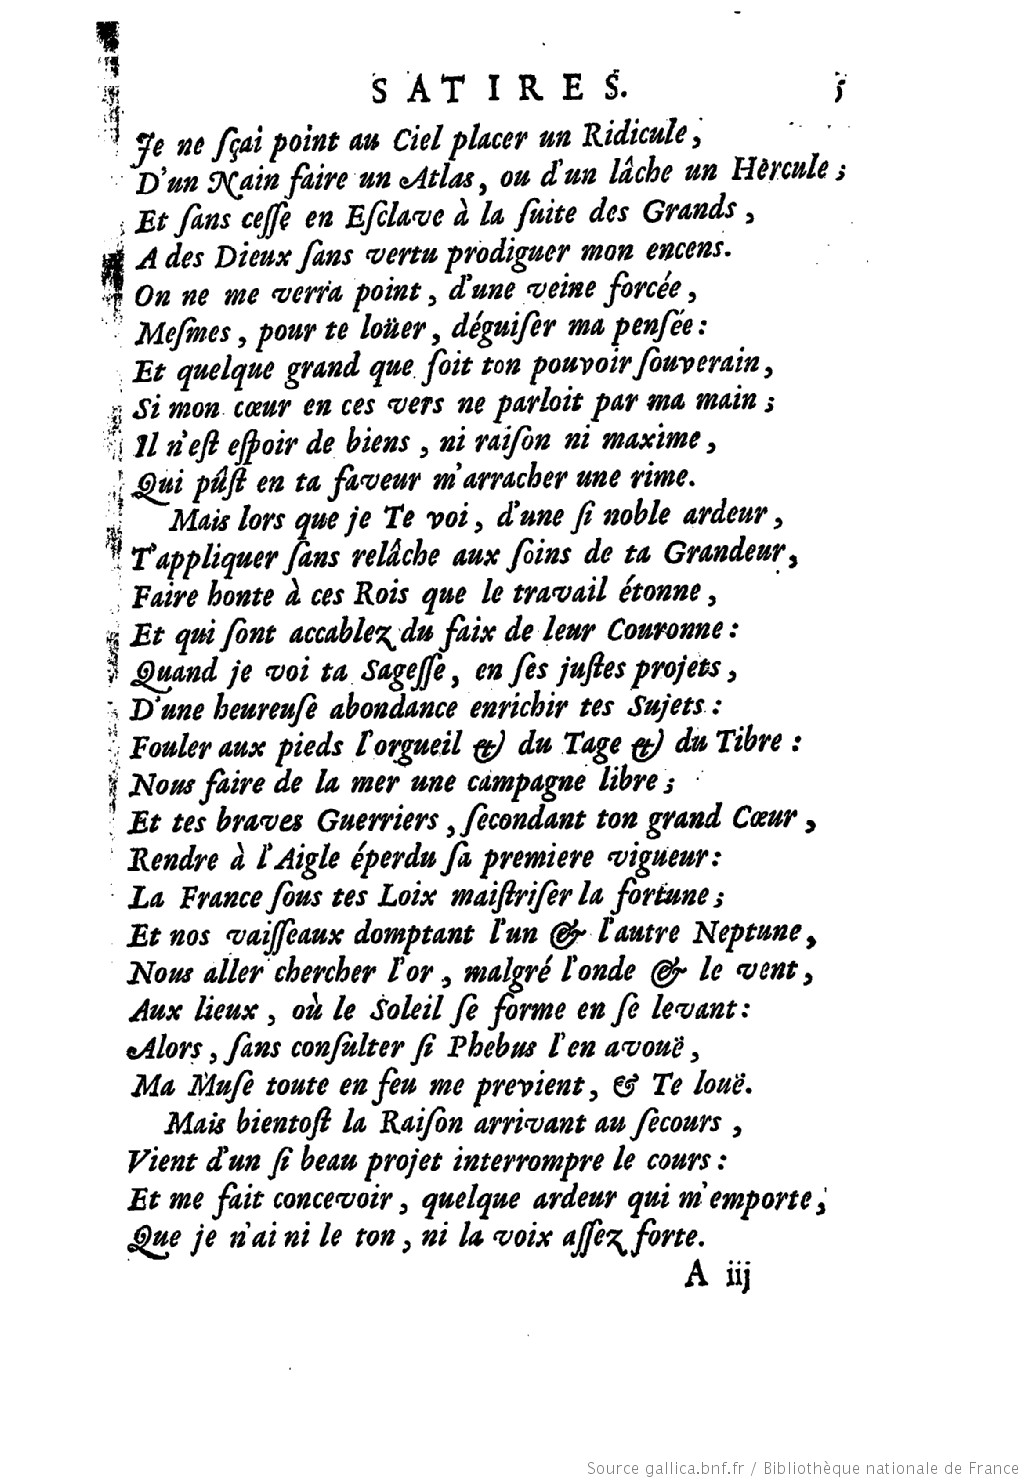 SATIRES. 5
Je ne ſçai point au Ciel placer un Ridicule,
D'un Nain faire un Atlas, ou d'un lâche un Hèrcule;
Et ſans ceſſe en Eſclave à la ſuite des Grands,
A des Dieux ſans vertu prodiguer mon encens.
On ne me verra point, d'une veine forcée,
Meſmes, pour te loüer, déguiſer ma penſée:
Et quelque grand que ſoit ton pouvoir ſouverain,
Si mon cœur en ces vers ne parloit par ma main;
Il n'eſt eſpoir de biens, ni raiſon ni maxime,
Qui pûſt en ta faveur m'arracher une rime.
Mais lors que je Te voi, d'une ſi noble ardeur,
T'appliquer ſans relâche aux ſoins de ta Grandeur,
Faire honte à ces Rois que le travail étonne,
Et qui ſont accablez du faix de leur Couronne:
Quand je voi ta Sageſſe, en ſes juſtes projets,
D'une heureuſe abondance enrichir tes Sujets:
Fouler aux pieds l'orgueil & du Tage & du Tibre:
Nous faire de la mer une campagne libre;
Et tes braves Guerriers, ſecondant ton grand Cœur,
Rendre à l'Aigle éperdu ſa premiere vigueur:
La France ſous tes Loix maiſtriſer la fortune;
Et nos vaiſſeaux domptant l'un & l'autre Neptune,
Nous aller chercher l'or, malgré l'onde & le vent,
Aux lieux, où le Soleil ſe forme en ſe levant:
Alors, ſans conſulter ſi Phebus l'en avouë,
Ma Muſe toute en feu me previent, & Te louë.
Mais bientoſt la Raiſon arrivant au ſecours,
Vient d'un ſi beau projet interrompre le cours:
Et me fait concevoir, quelque ardeur qui m'emporte,
Que je n'ai ni le ton, ni la voix aſſez forte.
A iij
Source gallica.bnf.fr / Bibliothèque nationale de France